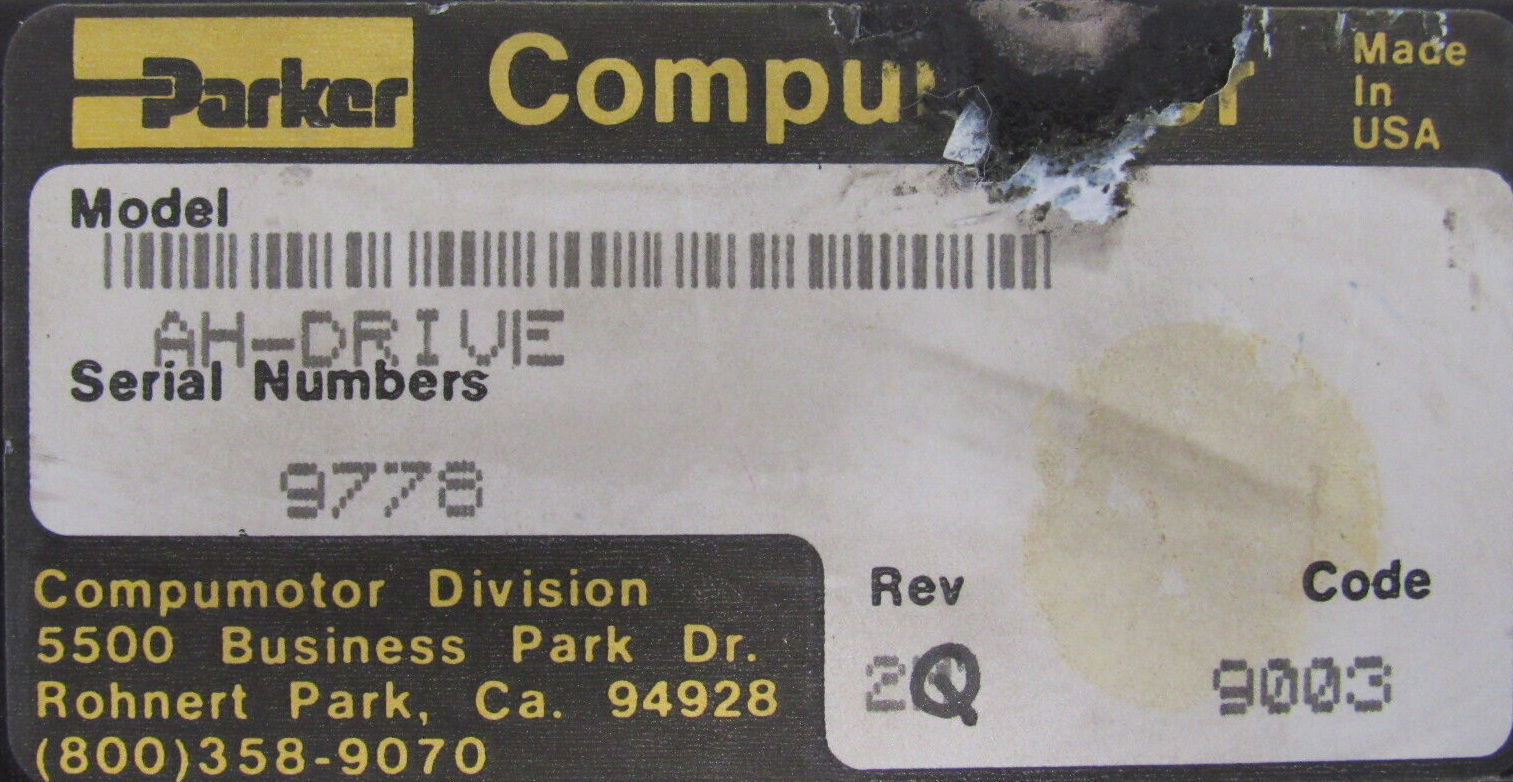 Parker Compu r
Made
In
USA
Model
AH-DRIVE
Serial Numbers
9778
Compumotor Division
5500 Business Park Dr.
Rohnert Park, Ca. 94928
(800)358-9070
Rev Code
2Q 9003